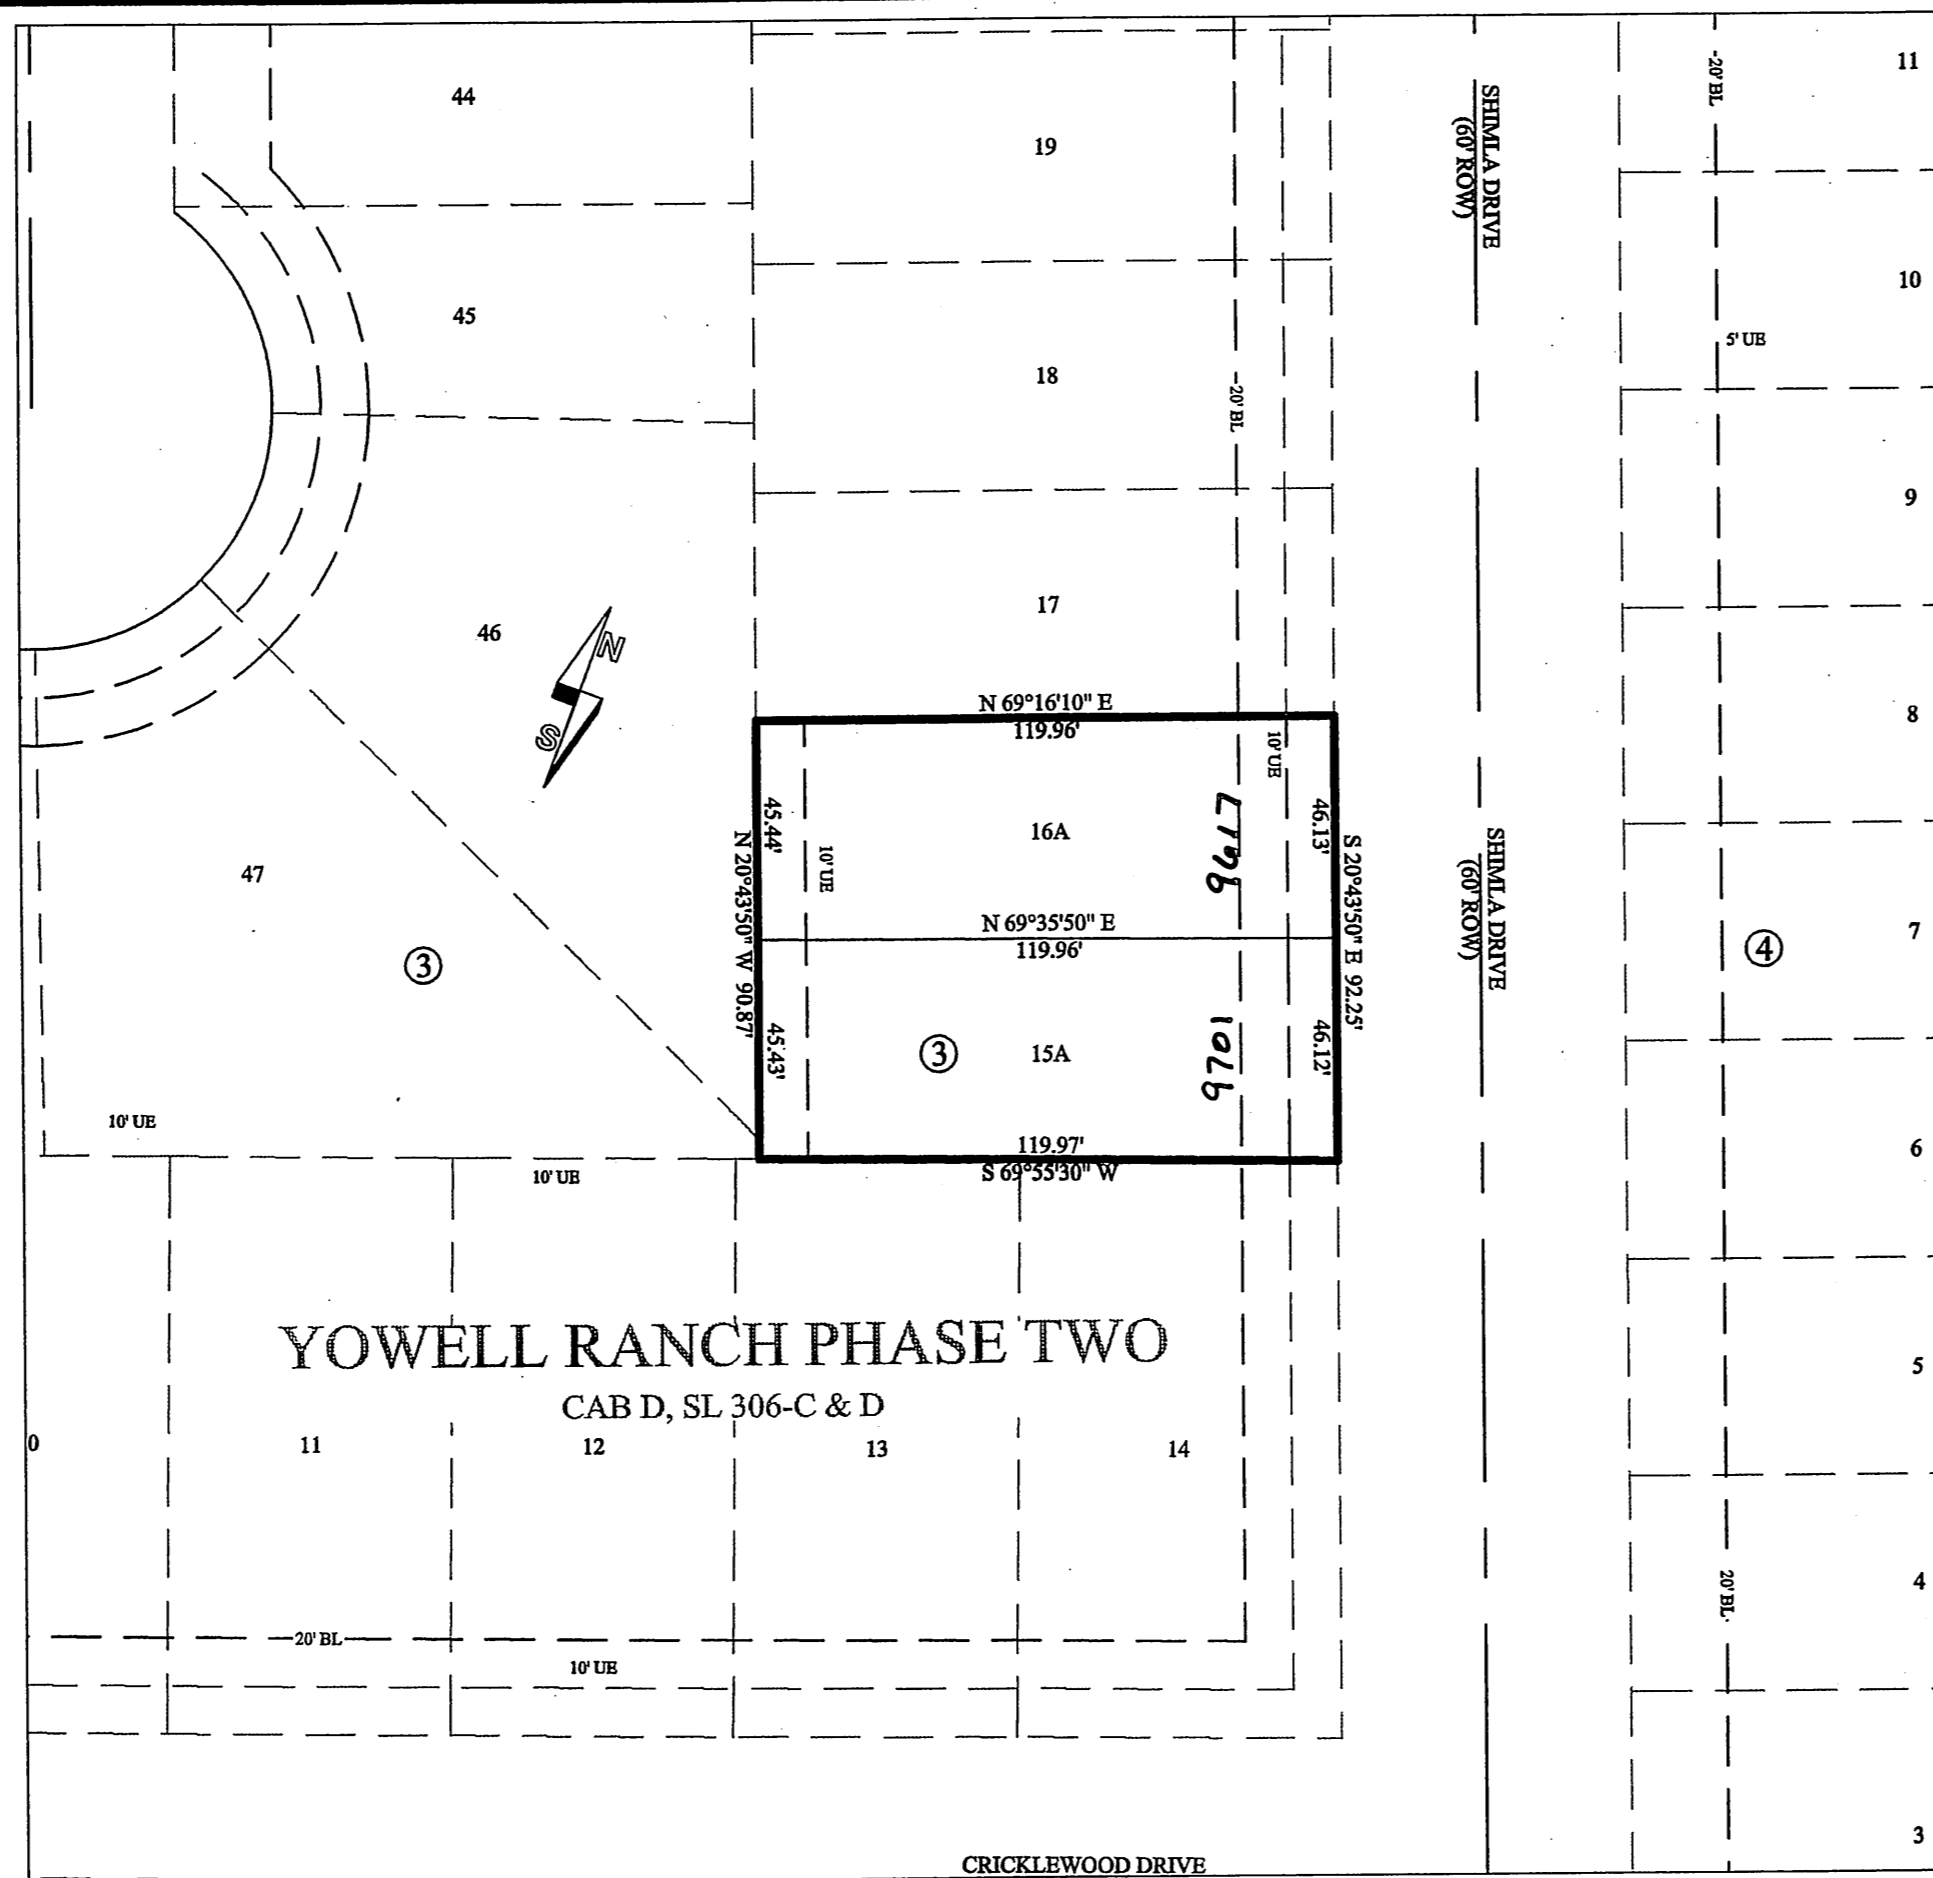 44
19
SHIMLA DRIVE
(60' ROW)
20' BL
11
45
18
20' BL
10
5' UE
9
46
17
N
S
8
N 69°16'10" E
119.96'
10' UE
45.44'
10' UE
16A
9617
46.13'
47
3
N 20°43'50" W 90.87'
N 69°35'50" E
119.96'
S 20°43'50" E 92.25'
SHIMLA DRIVE
(60' ROW)
4
7
45.43'
3
15A
9701
46.12'
10' UE
10' UE
119.97'
S 69°55'30" W
6
YOWELL RANCH PHASE TWO
CAB D, SL 306-C & D
5
0
11
12
13
14
20' BL
4
20' BL
10' UE
3
CRICKLEWOOD DRIVE